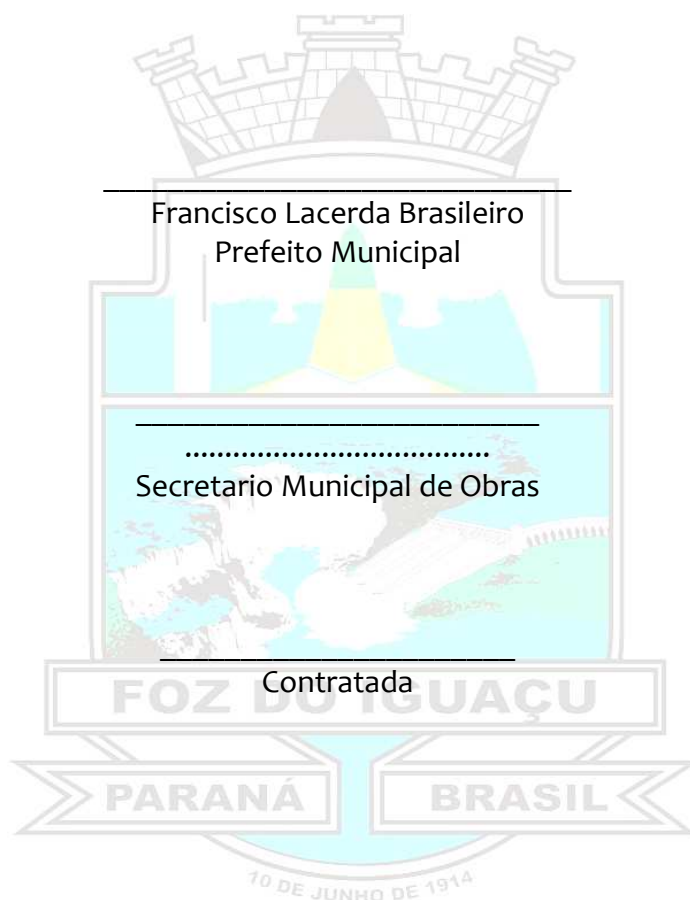 Francisco Lacerda Brasileiro
Prefeito Municipal
......................................
Secretario Municipal de Obras
Contratada
FOZ DO IGUAÇU
PARANÁ BRASIL
10 DE JUNHO DE 1914